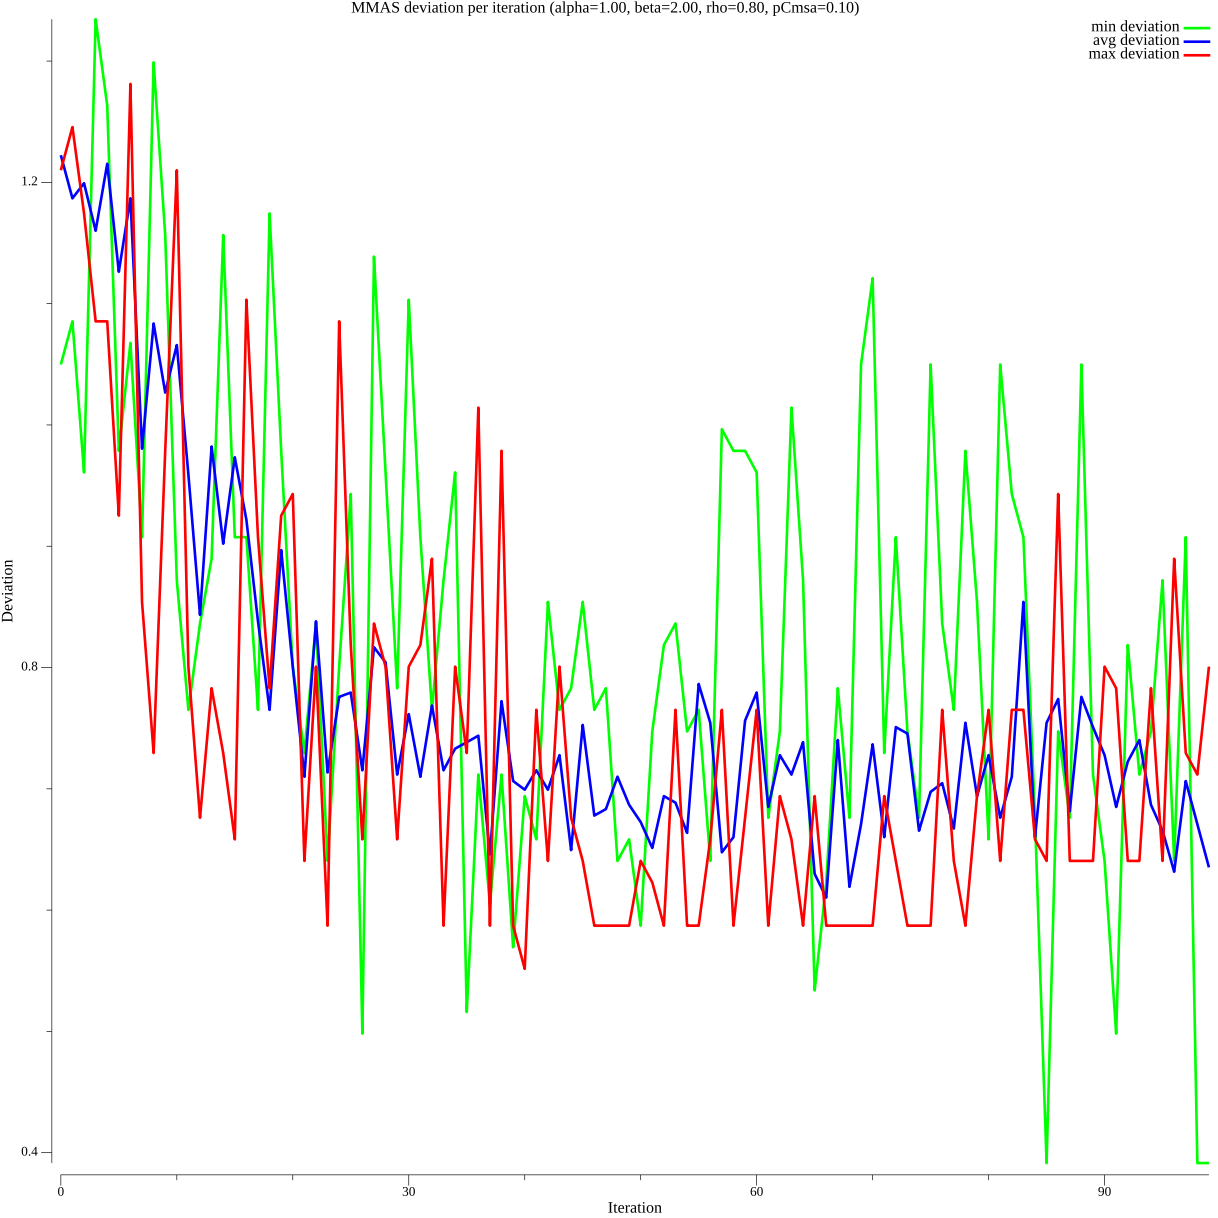 MMAS deviation per iteration (alpha=1.00, beta=2.00, rho=0.80, pCmsa=0.10)
min deviation
avg deviation
max deviation
1.2
0.8
0.4
Deviation
0 30 60 90
Iteration